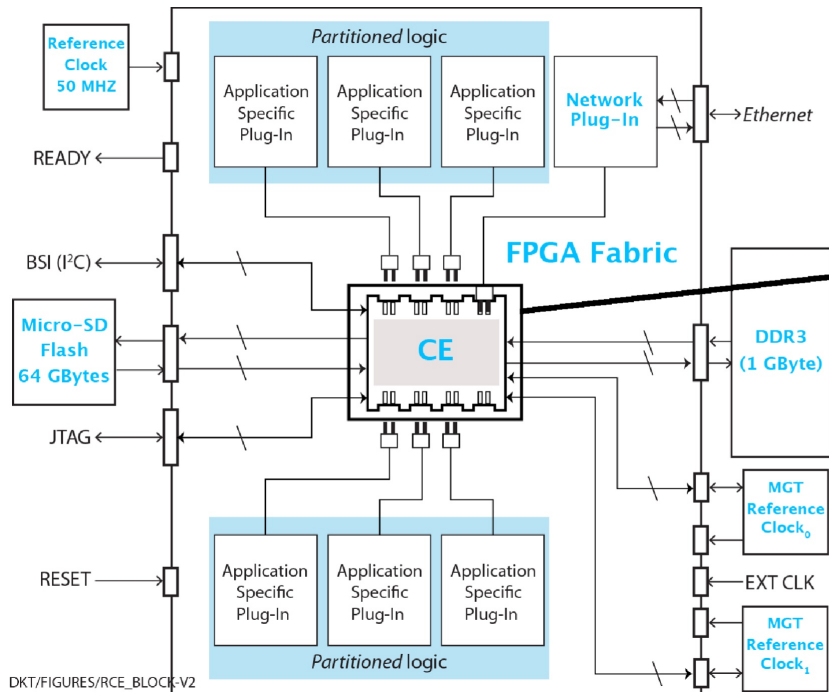 Partitioned logic
Reference
Clock
50 MHZ
Application
Specific
Plug-In
Application
Specific
Plug-In
Application
Specific
Plug-In
Network
Plug-In
Ethernet
READY
BSI (I²C)
FPGA Fabric
Micro-SD
Flash
64 GBytes
CE
DDR3
(1 GByte)
JTAG
MGT
Reference
Clock₀
RESET
Application
Specific
Plug-In
Application
Specific
Plug-In
Application
Specific
Plug-In
EXT CLK
MGT
Reference
Clock₁
Partitioned logic
DKT/FIGURES/RCE_BLOCK-V2